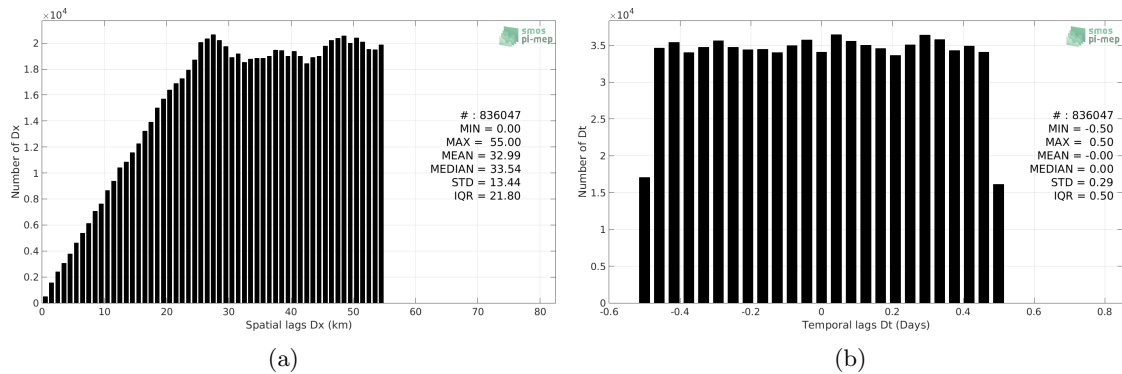 ×10⁴
2
1.8
1.6
1.4
1.2
1
0.8
0.6
0.4
0.2
0
Number of Dx
0 10 20 30 40 50 60 70 80
Spatial lags Dx (km)
smos
pi-mep
# : 836047
MIN = 0.00
MAX = 55.00
MEAN = 32.99
MEDIAN = 33.54
STD = 13.44
IQR = 21.80
(a)
×10⁴
3.5
3
2.5
2
1.5
1
0.5
0
Number of Dt
-0.6 -0.4 -0.2 0 0.2 0.4 0.6 0.8
Temporal lags Dt (Days)
smos
pi-mep
# : 836047
MIN = -0.50
MAX = 0.50
MEAN = -0.00
MEDIAN = 0.00
STD = 0.29
IQR = 0.50
(b)